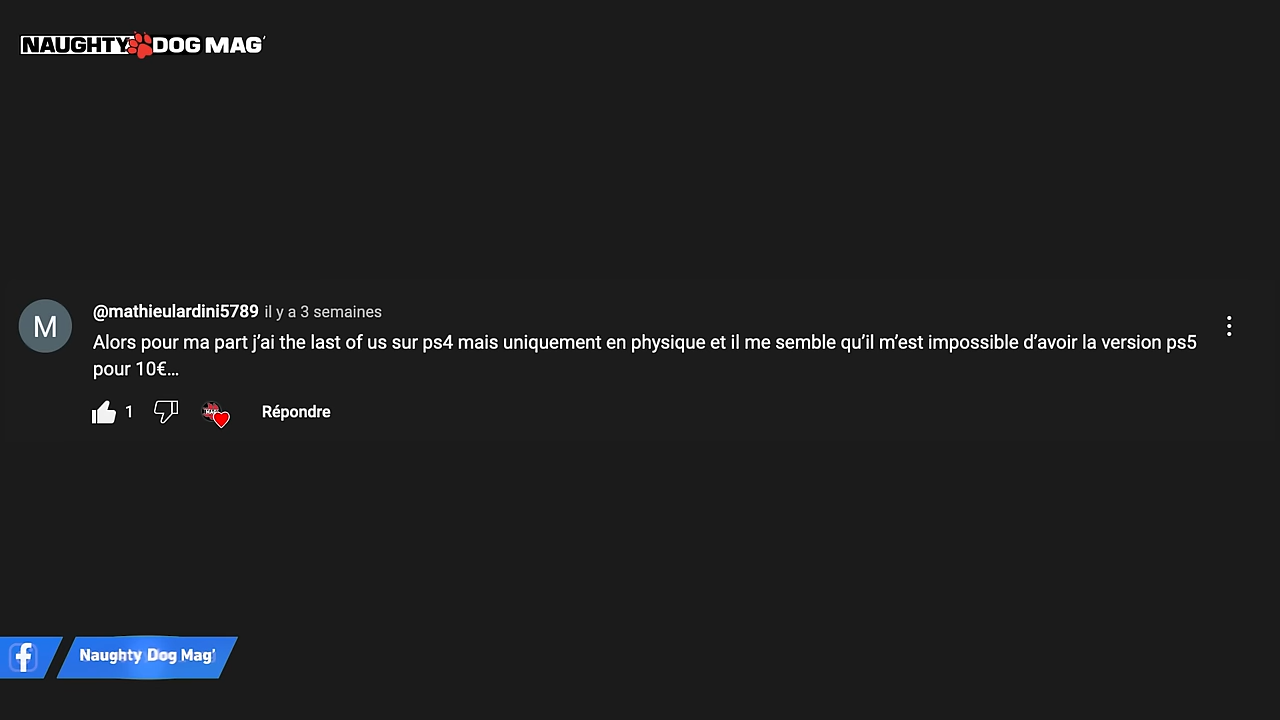 NAUGHTY DOG MAG'
@mathieulardini5789 il y a 3 semaines
M
Alors pour ma part j’ai the last of us sur ps4 mais uniquement en physique et il me semble qu’il m’est impossible d’avoir la version ps5
pour 10€…
1
Répondre
Naughty Dog Mag'